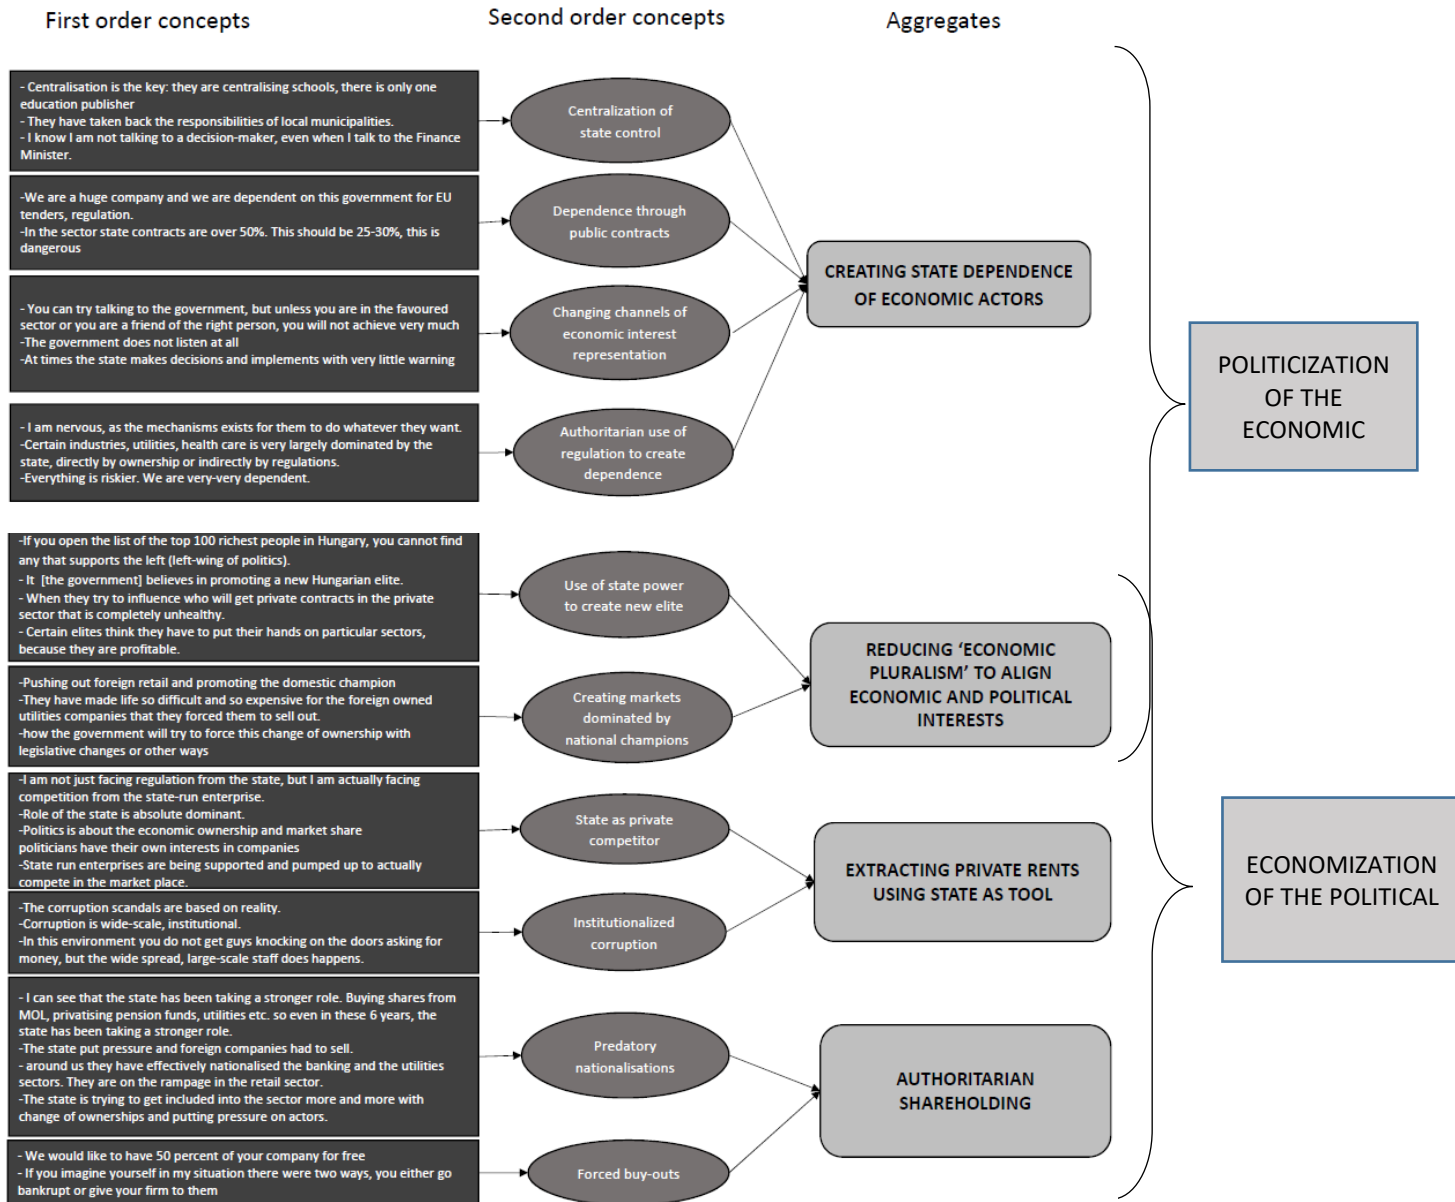 First order concepts
Second order concepts
Aggregates
- Centralisation is the key: they are centralising schools, there is only one
education publisher
- They have taken back the responsibilities of local municipalities.
- I know I am not talking to a decision-maker, even when I talk to the Finance
Minister.
Centralization of
state control
-We are a huge company and we are dependent on this government for EU
tenders, regulation.
-In the sector state contracts are over 50%. This should be 25-30%, this is
dangerous
Dependence through
public contracts
- You can try talking to the government, but unless you are in the favoured
sector or you are a friend of the right person, you will not achieve very much
-The government does not listen at all
-At times the state makes decisions and implements with very little warning
Changing channels of
economic interest
representation
- I am nervous, as the mechanisms exists for them to do whatever they want.
-Certain industries, utilities, health care is very largely dominated by the
state, directly by ownership or indirectly by regulations.
-Everything is riskier. We are very-very dependent.
Authoritarian use of
regulation to create
dependence
CREATING STATE DEPENDENCE
OF ECONOMIC ACTORS
POLITICIZATION
OF THE
ECONOMIC
-If you open the list of the top 100 richest people in Hungary, you cannot find
any that supports the left (left-wing of politics).
- It [the government] believes in promoting a new Hungarian elite.
- When they try to influence who will get private contracts in the private
sector that is completely unhealthy.
- Certain elites think they have to put their hands on particular sectors,
because they are profitable.
Use of state power
to create new elite
-Pushing out foreign retail and promoting the domestic champion
-They have made life so difficult and so expensive for the foreign owned
utilities companies that they forced them to sell out.
-how the government will try to force this change of ownership with
legislative changes or other ways
Creating markets
dominated by
national champions
REDUCING ‘ECONOMIC
PLURALISM’ TO ALIGN
ECONOMIC AND POLITICAL
INTERESTS
-I am not just facing regulation from the state, but I am actually facing
competition from the state-run enterprise.
-Role of the state is absolute dominant.
-Politics is about the economic ownership and market share
politicians have their own interests in companies
-State run enterprises are being supported and pumped up to actually
compete in the market place.
State as private
competitor
-The corruption scandals are based on reality.
-Corruption is wide-scale, institutional.
-In this environment you do not get guys knocking on the doors asking for
money, but the wide spread, large-scale staff does happens.
Institutionalized
corruption
EXTRACTING PRIVATE RENTS
USING STATE AS TOOL
ECONOMIZATION
OF THE POLITICAL
- I can see that the state has been taking a stronger role. Buying shares from
MOL, privatising pension funds, utilities etc. so even in these 6 years, the
state has been taking a stronger role.
-The state put pressure and foreign companies had to sell.
- around us they have effectively nationalised the banking and the utilities
sectors. They are on the rampage in the retail sector.
-The state is trying to get included into the sector more and more with
change of ownerships and putting pressure on actors.
Predatory
nationalisations
- We would like to have 50 percent of your company for free
- If you imagine yourself in my situation there were two ways, you either go
bankrupt or give your firm to them
Forced buy-outs
AUTHORITARIAN
SHAREHOLDING